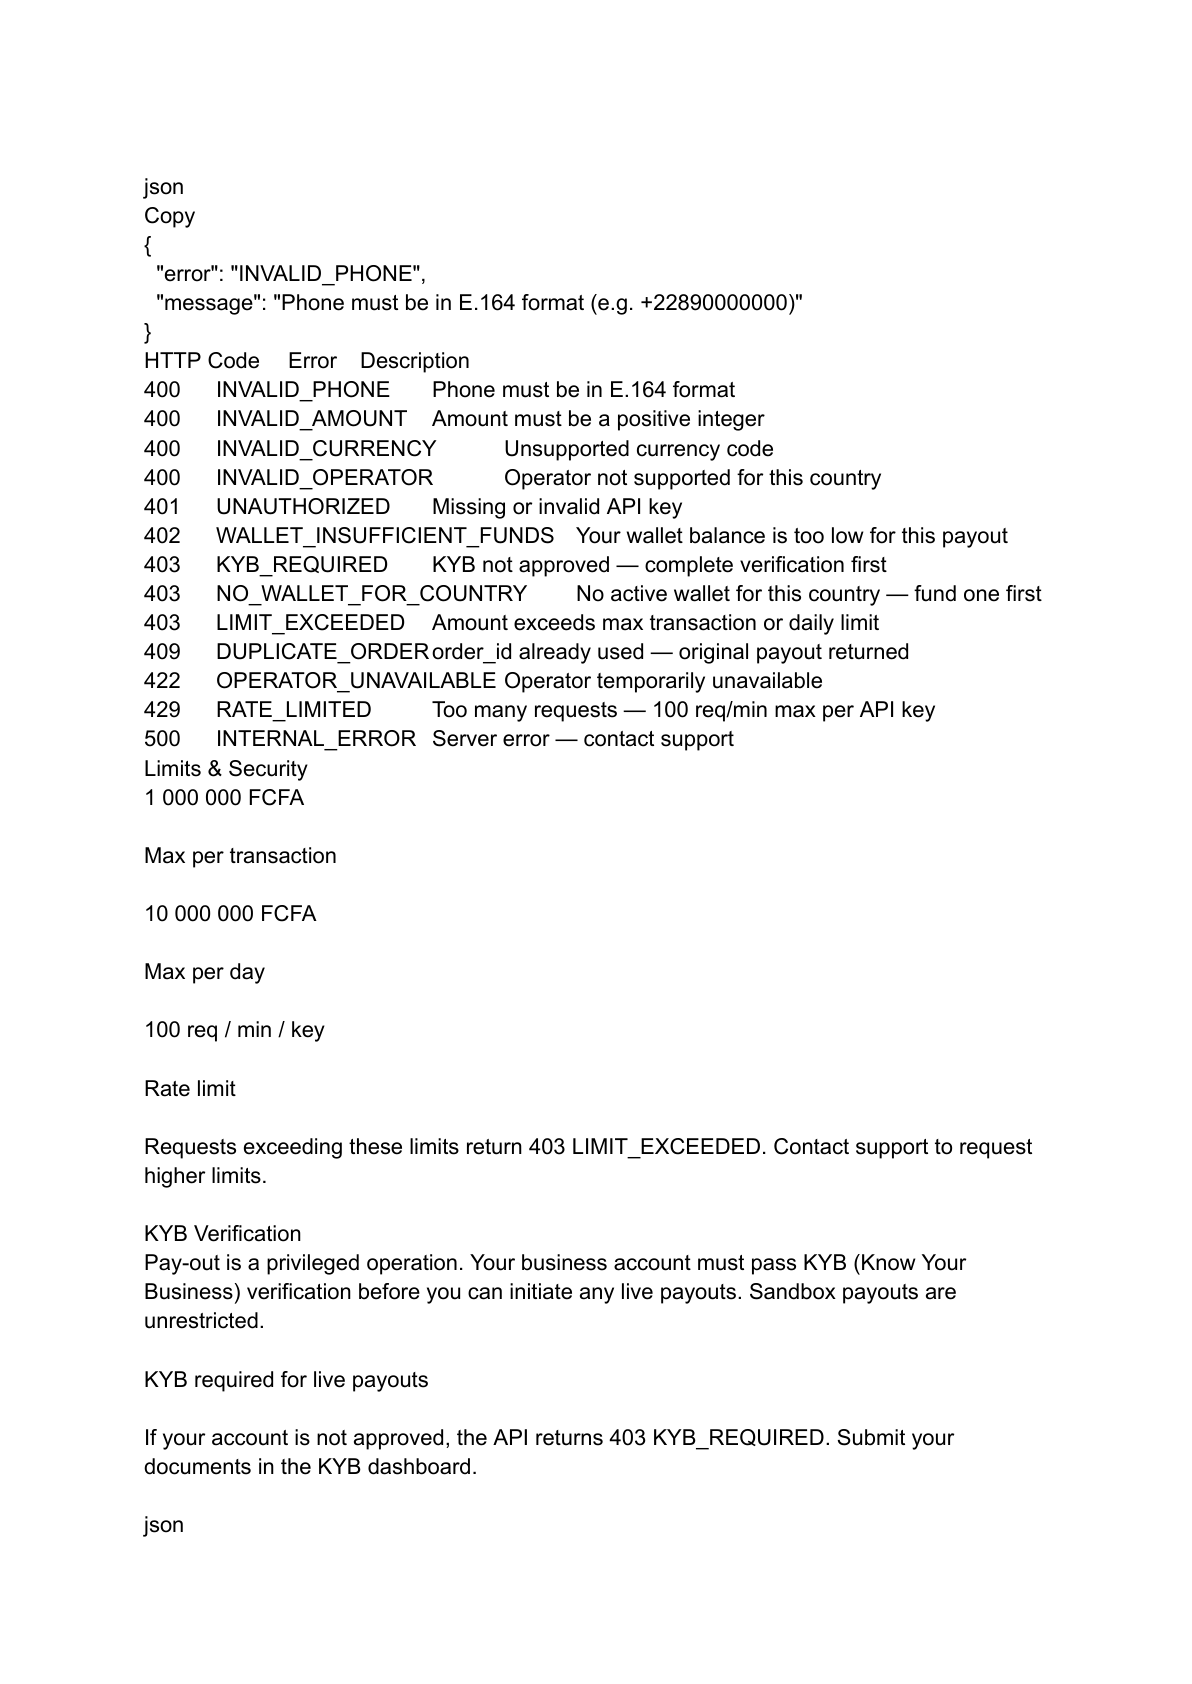 json
Copy
{
  "error": "INVALID_PHONE",
  "message": "Phone must be in E.164 format (e.g. +22890000000)"
}
HTTP Code Error Description
400 INVALID_PHONE Phone must be in E.164 format
400 INVALID_AMOUNT Amount must be a positive integer
400 INVALID_CURRENCY Unsupported currency code
400 INVALID_OPERATOR Operator not supported for this country
401 UNAUTHORIZED Missing or invalid API key
402 WALLET_INSUFFICIENT_FUNDS Your wallet balance is too low for this payout
403 KYB_REQUIRED KYB not approved — complete verification first
403 NO_WALLET_FOR_COUNTRY No active wallet for this country — fund one first
403 LIMIT_EXCEEDED Amount exceeds max transaction or daily limit
409 DUPLICATE_ORDER order_id already used — original payout returned
422 OPERATOR_UNAVAILABLE Operator temporarily unavailable
429 RATE_LIMITED Too many requests — 100 req/min max per API key
500 INTERNAL_ERROR Server error — contact support
Limits & Security
1 000 000 FCFA
Max per transaction
10 000 000 FCFA
Max per day
100 req / min / key
Rate limit
Requests exceeding these limits return 403 LIMIT_EXCEEDED. Contact support to request
higher limits.
KYB Verification
Pay-out is a privileged operation. Your business account must pass KYB (Know Your
Business) verification before you can initiate any live payouts. Sandbox payouts are
unrestricted.
KYB required for live payouts
If your account is not approved, the API returns 403 KYB_REQUIRED. Submit your
documents in the KYB dashboard.
json